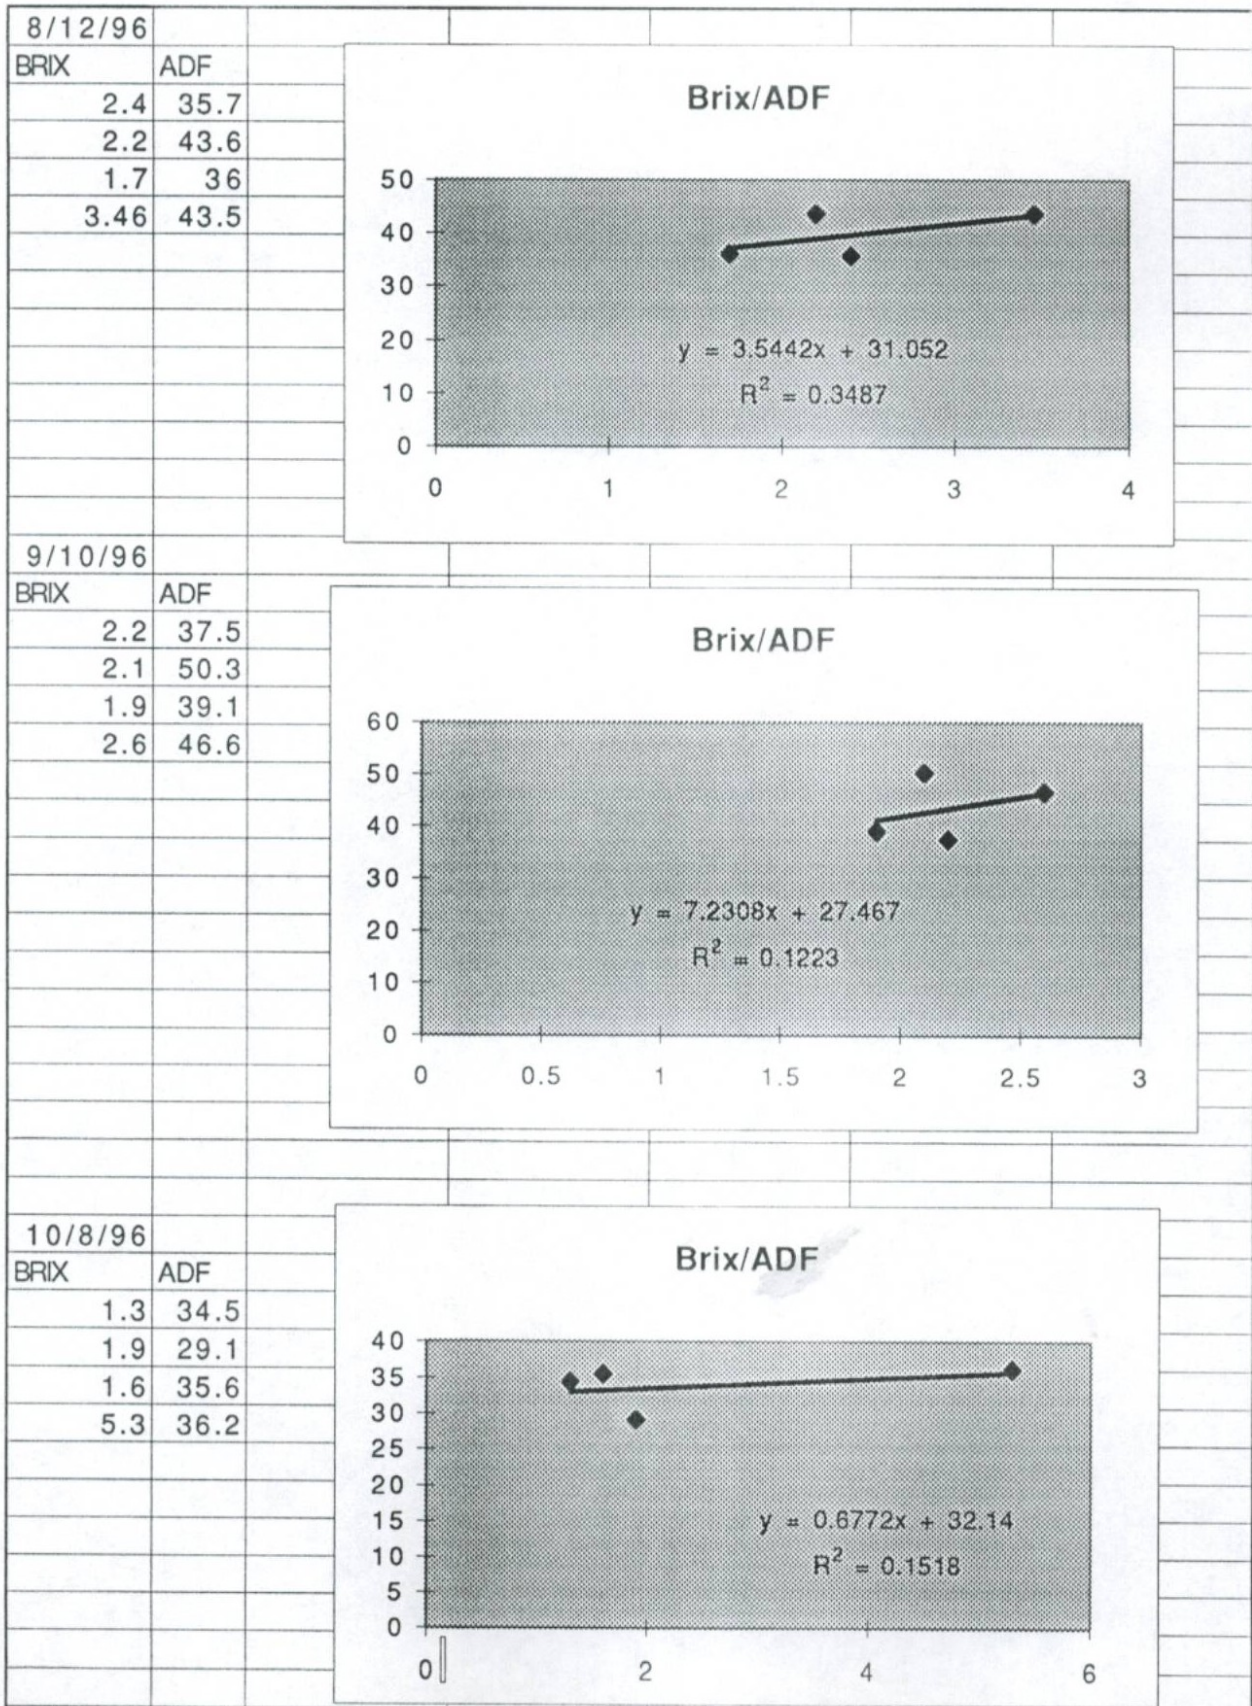 8/12/96
BRIX ADF
2.4 35.7
2.2 43.6
1.7 36
3.46 43.5
Brix/ADF
50
40
30
20
10
0
y = 3.5442x + 31.052
R² = 0.3487
0 1 2 3 4
9/10/96
BRIX ADF
2.2 37.5
2.1 50.3
1.9 39.1
2.6 46.6
Brix/ADF
60
50
40
30
20
10
0
y = 7.2308x + 27.467
R² = 0.1223
0 0.5 1 1.5 2 2.5 3
10/8/96
BRIX ADF
1.3 34.5
1.9 29.1
1.6 35.6
5.3 36.2
Brix/ADF
40
35
30
25
20
15
10
5
0
y = 0.6772x + 32.14
R² = 0.1518
0 2 4 6